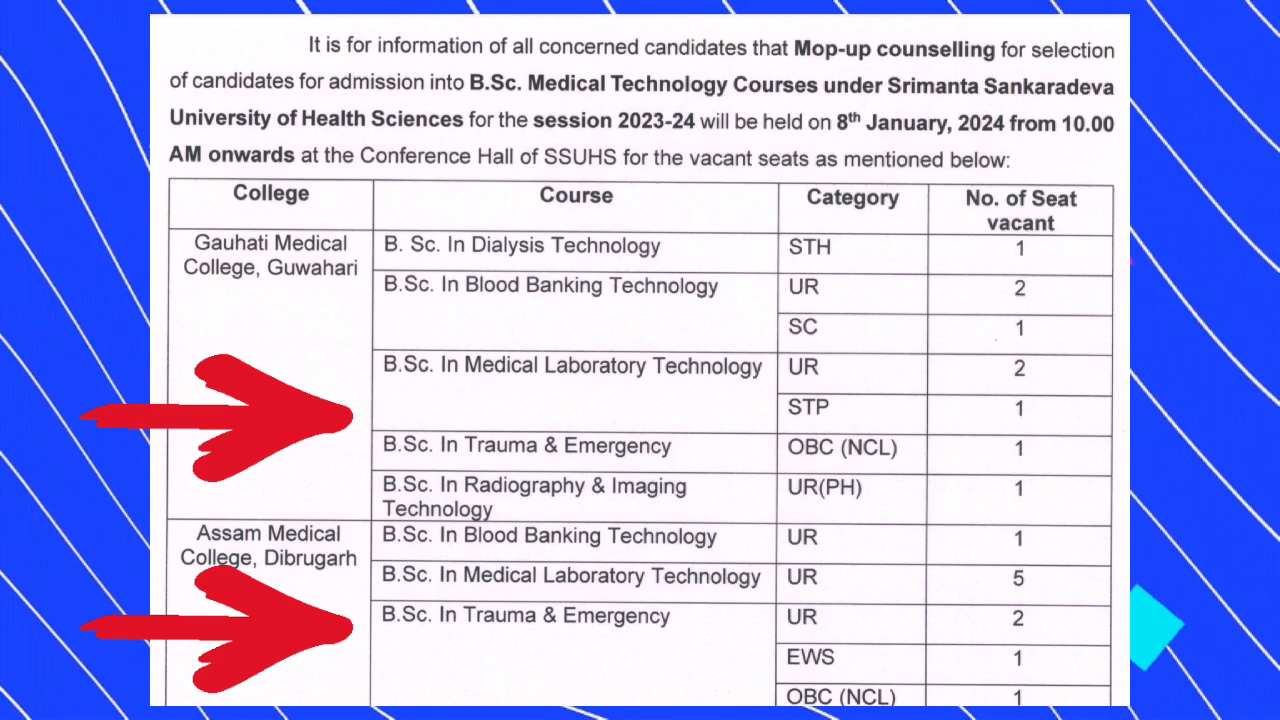 It is for information of all concerned candidates that Mop-up counselling for selection
of candidates for admission into B.Sc. Medical Technology Courses under Srimanta Sankaradeva
University of Health Sciences for the session 2023-24 will be held on 8th January, 2024 from 10.00
AM onwards at the Conference Hall of SSUHS for the vacant seats as mentioned below:
College Course Category No. of Seat
vacant
Gauhati Medical B. Sc. In Dialysis Technology STH 1
College, Guwahari
B.Sc. In Blood Banking Technology UR 2
SC 1
B.Sc. In Medical Laboratory Technology UR 2
STP 1
B.Sc. In Trauma & Emergency OBC (NCL) 1
B.Sc. In Radiography & Imaging UR(PH) 1
Technology
Assam Medical B.Sc. In Blood Banking Technology UR 1
College, Dibrugarh
B.Sc. In Medical Laboratory Technology UR 5
B.Sc. In Trauma & Emergency UR 2
EWS 1
OBC (NCL) 1